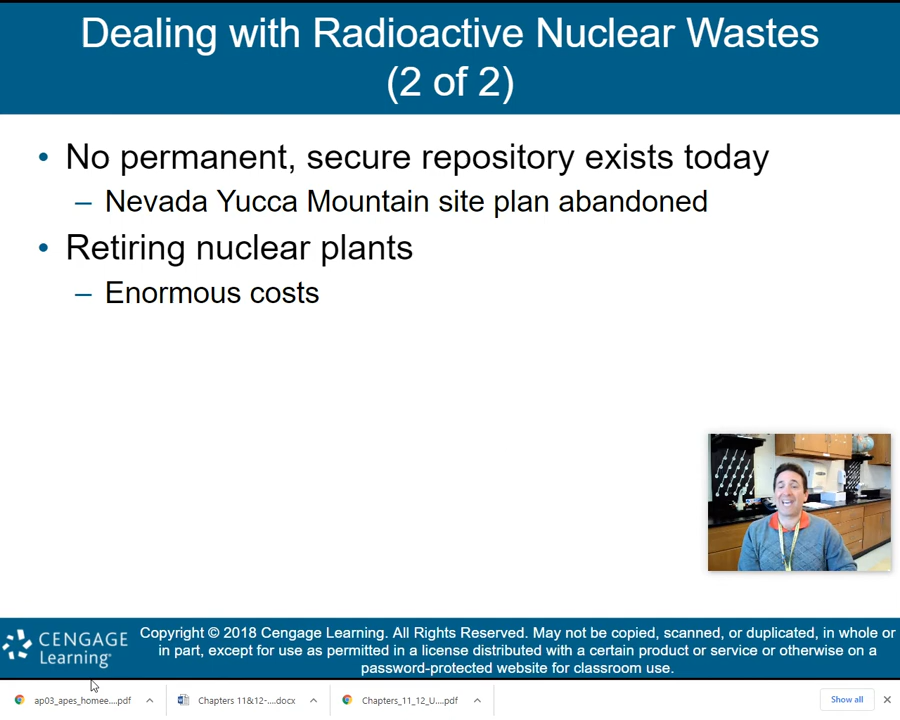 Dealing with Radioactive Nuclear Wastes
(2 of 2)
• No permanent, secure repository exists today
– Nevada Yucca Mountain site plan abandoned
• Retiring nuclear plants
– Enormous costs
CENGAGE
Learning
Copyright © 2018 Cengage Learning. All Rights Reserved. May not be copied, scanned, or duplicated, in whole or
in part, except for use as permitted in a license distributed with a certain product or service or otherwise on a
password-protected website for classroom use.
ap03_apes_homee....pdf
Chapters 11&12-....docx
Chapters_11_12_U....pdf
Show all